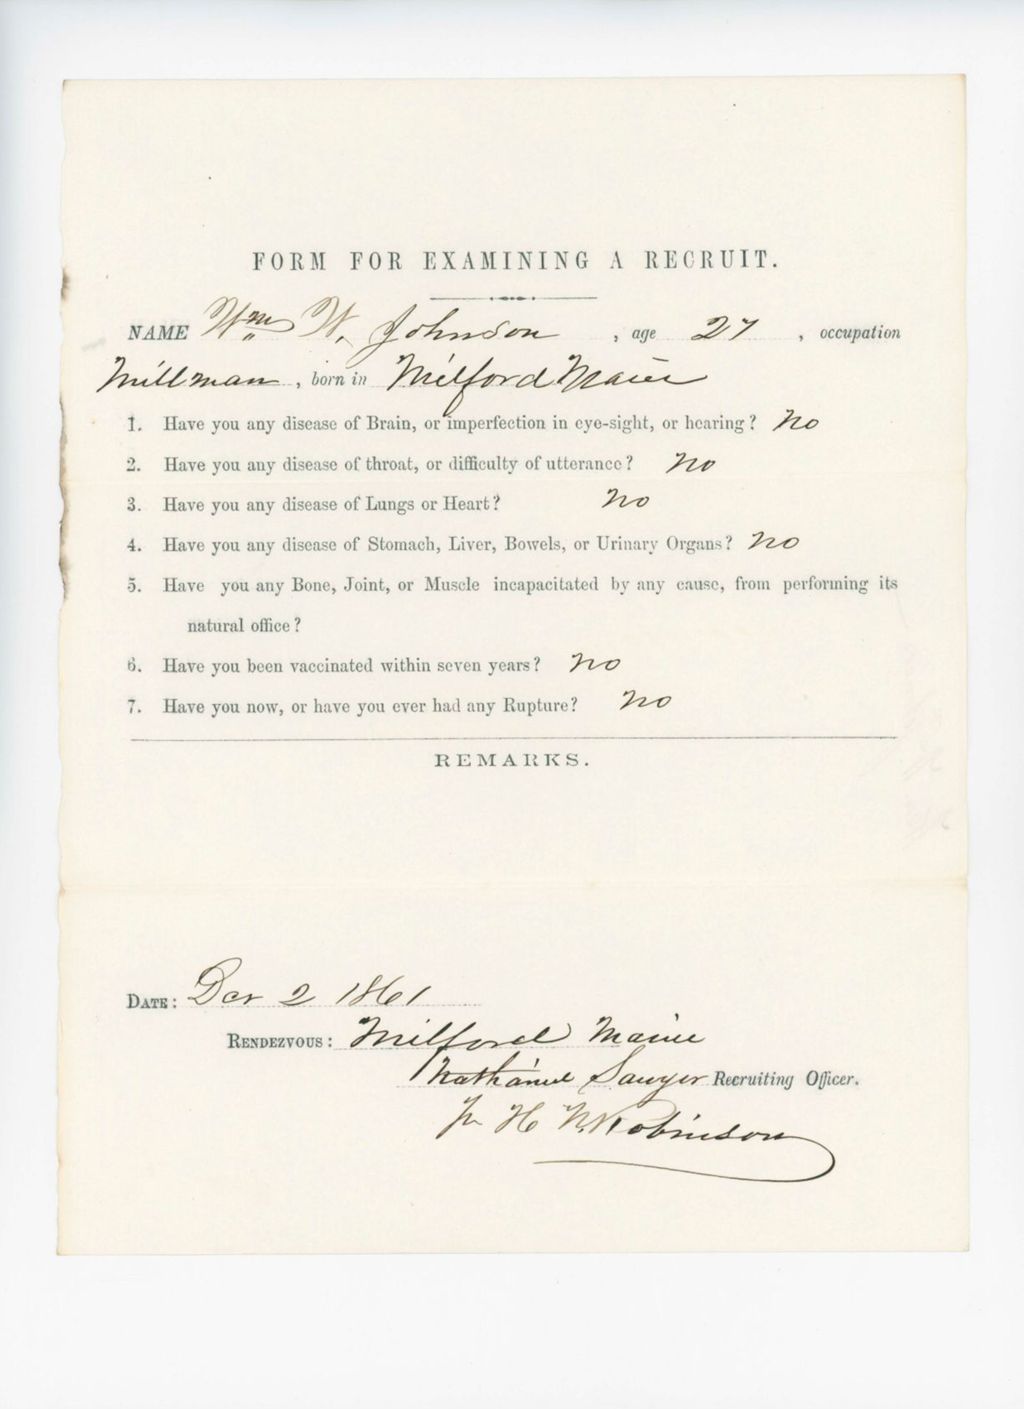 FORM FOR EXAMINING A RECRUIT.
NAME Wm W. Johnson, age 27, occupation
Millman, born in Milford Maine
1. Have you any disease of Brain, or imperfection in eye-sight, or hearing? No
2. Have you any disease of throat, or difficulty of utterance? No
3. Have you any disease of Lungs or Heart? No
4. Have you any disease of Stomach, Liver, Bowels, or Urinary Organs? No
5. Have you any Bone, Joint, or Muscle incapacitated by any cause, from performing its
natural office?
6. Have you been vaccinated within seven years? No
7. Have you now, or have you ever had any Rupture? No
REMARKS.
DATE: Dec 2 1861
RENDEZVOUS: Milford Maine
Nathaniel Sawyer Recruiting Officer.
H N Robinson